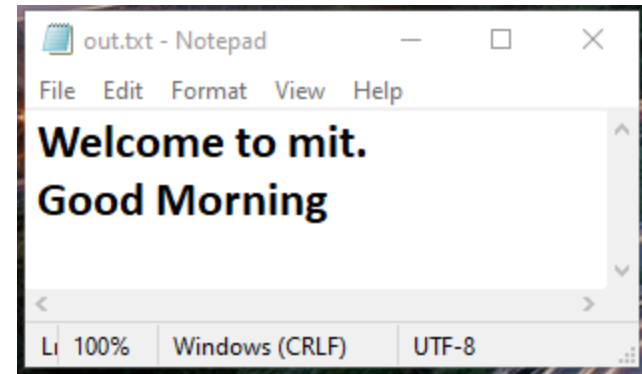 out.txt - Notepad
File Edit Format View Help
Welcome to mit.
Good Morning
100% Windows (CRLF) UTF-8